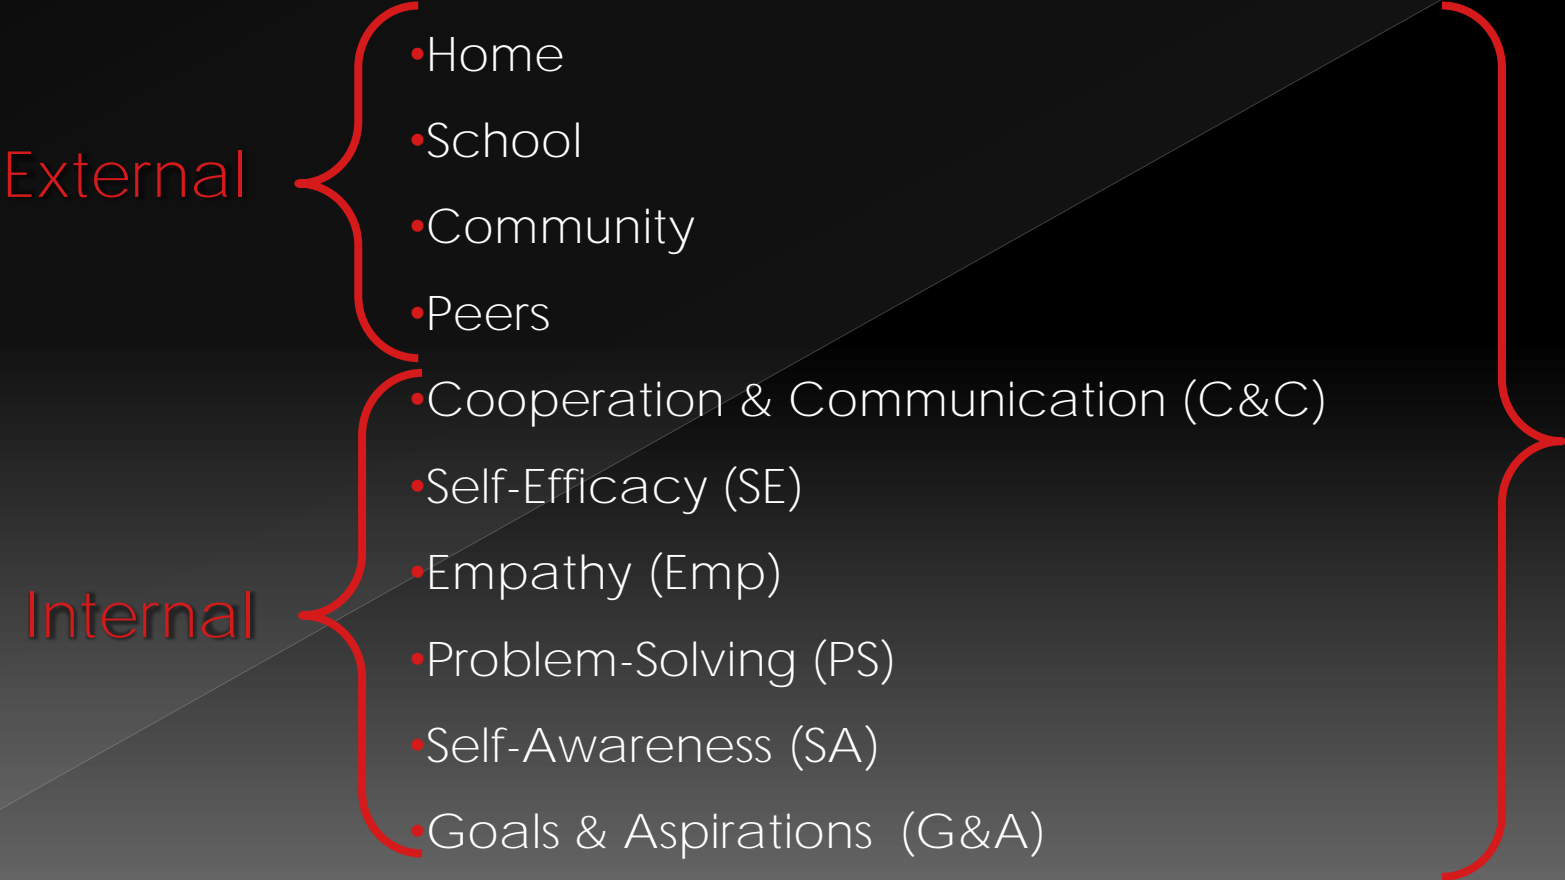 External
•Home
•School
•Community
•Peers
Internal
•Cooperation & Communication (C&C)
•Self-Efficacy (SE)
•Empathy (Emp)
•Problem-Solving (PS)
•Self-Awareness (SA)
•Goals & Aspirations (G&A)